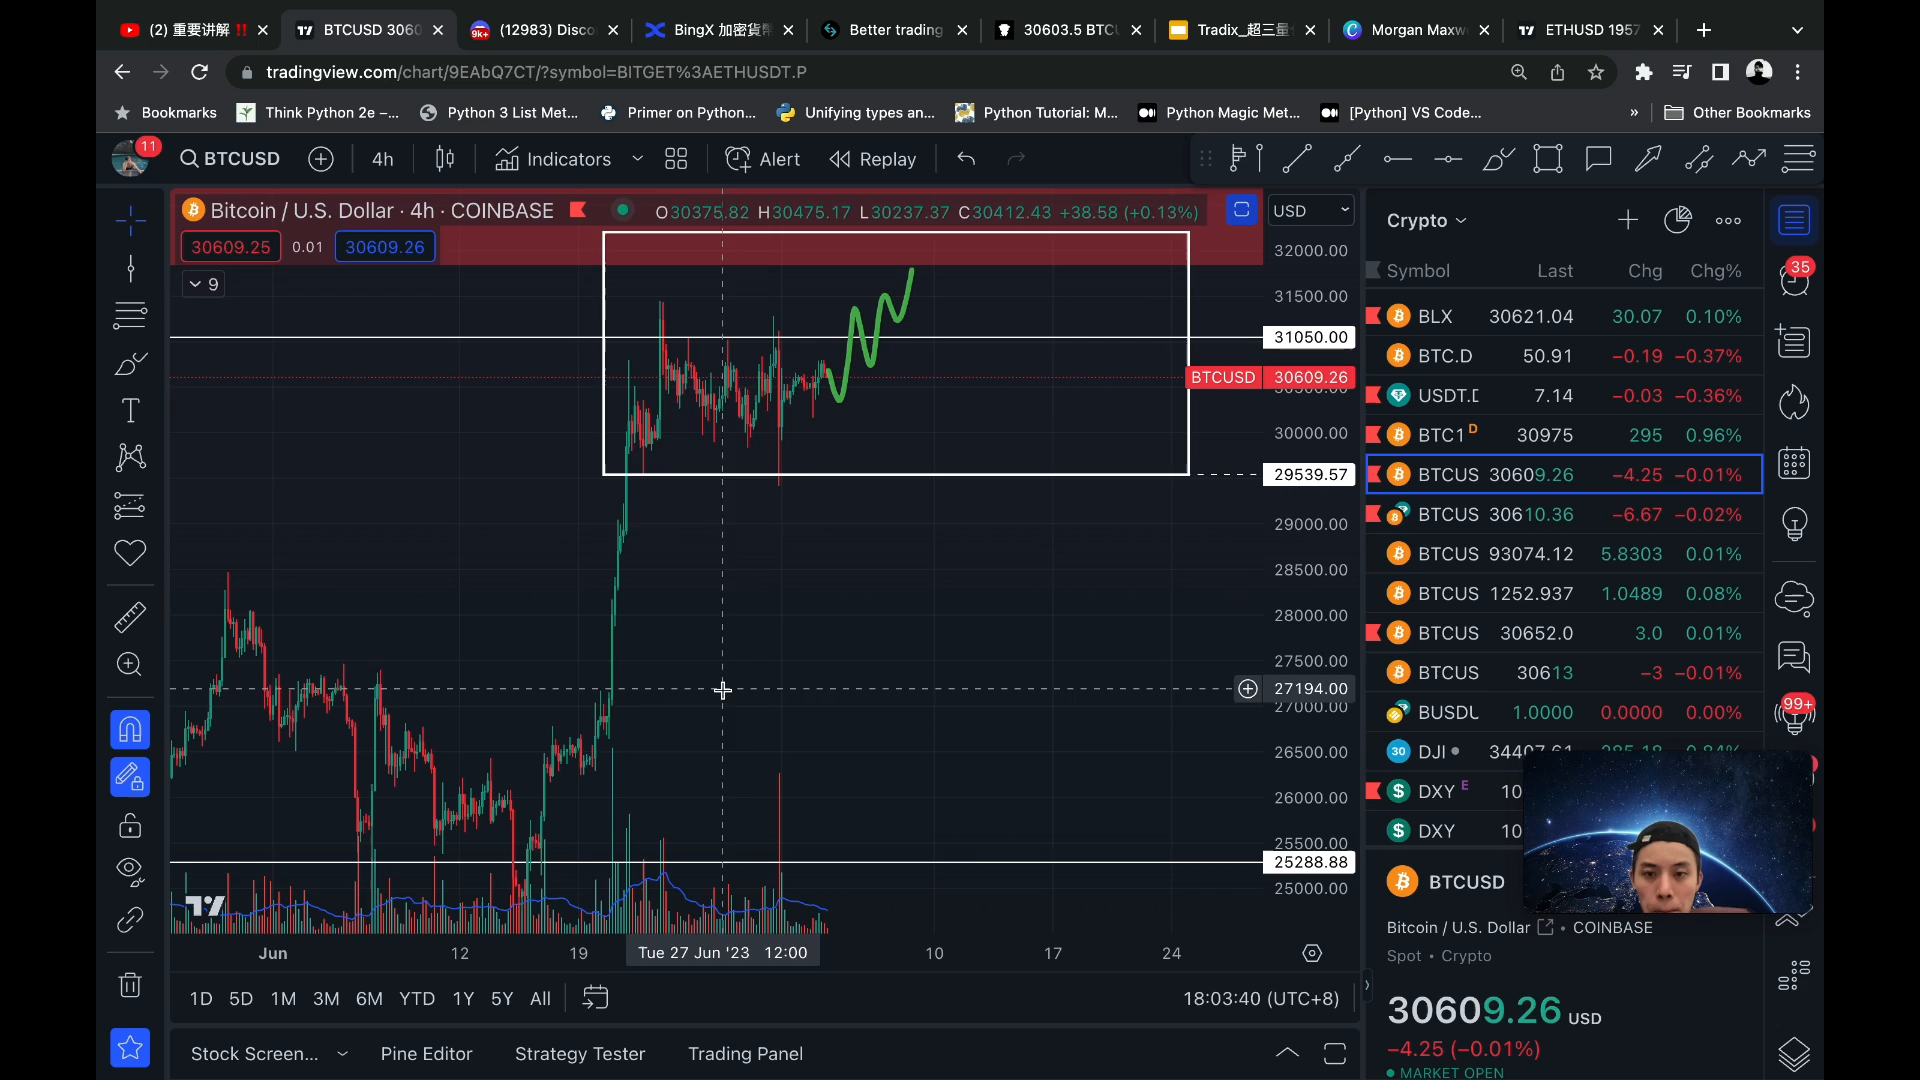 (2) 重要讲解 !!
BTCUSD 3060
(12983) Disco
BingX 加密貨幣
Better trading
30603.5 BTCU
Tradix_超三量
Morgan Maxw
ETHUSD 1957
tradingview.com/chart/9EAbQ7CT/?symbol=BITGET%3AETHUSDT.P
Bookmarks
Think Python 2e –...
Python 3 List Met...
Primer on Python...
Unifying types an...
Python Tutorial: M...
Python Magic Met...
[Python] VS Code...
»
Other Bookmarks
11
BTCUSD
4h
Indicators
Alert
Replay
Bitcoin / U.S. Dollar · 4h · COINBASE
O30375.82 H30475.17 L30237.37 C30412.43 +38.58 (+0.13%)
USD
30609.25
0.01
30609.26
9
32000.00
31500.00
31050.00
BTCUSD 30609.26
30000.00
29539.57
29000.00
28500.00
28000.00
27500.00
27194.00
27000.00
26500.00
26000.00
25500.00
25288.88
25000.00
Jun
12
19
Tue 27 Jun '23 12:00
10
17
24
1D 5D 1M 3M 6M YTD 1Y 5Y All
18:03:40 (UTC+8)
Stock Screen...
Pine Editor
Strategy Tester
Trading Panel
Crypto
Symbol Last Chg Chg%
BLX 30621.04 30.07 0.10%
BTC.D 50.91 −0.19 −0.37%
USDT.D 7.14 −0.03 −0.36%
BTC1 D 30975 295 0.96%
BTCUS 30609.26 −4.25 −0.01%
BTCUS 30610.36 −6.67 −0.02%
BTCUS 93074.12 5.8303 0.01%
BTCUS 1252.937 1.0489 0.08%
BTCUS 30652.0 3.0 0.01%
BTCUS 30613 −3 −0.01%
BUSDU 1.0000 0.0000 0.00%
30 DJI 34407.61 285.18 0.84%
$ DXY E 10
$ DXY 10
BTCUSD
Bitcoin / U.S. Dollar • COINBASE
Spot • Crypto
30609.26 USD
−4.25 (−0.01%)
MARKET OPEN
35
99+
9k+